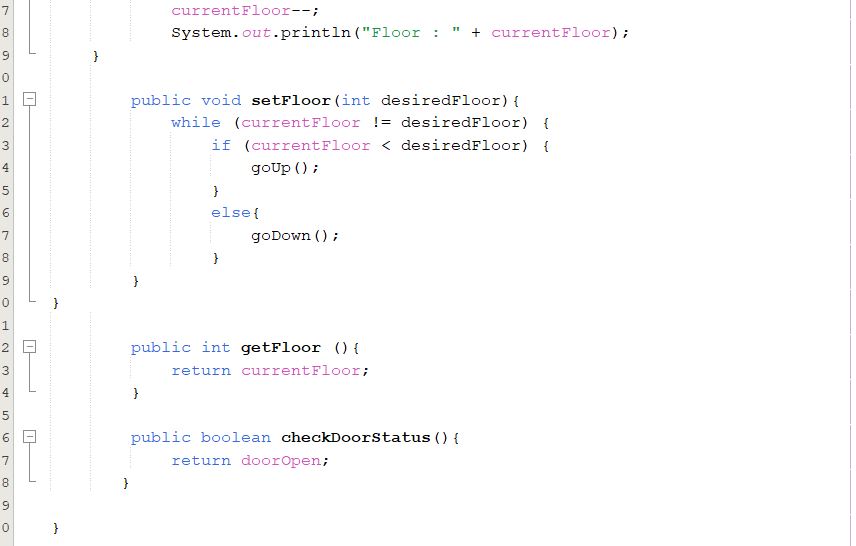 7 currentFloor--;
8 System.out.println("Floor : " + currentFloor);
9 }
0
1 public void setFloor(int desiredFloor){
2 while (currentFloor != desiredFloor) {
3 if (currentFloor < desiredFloor) {
4 goUp();
5 }
6 else{
7 goDown();
8 }
9 }
0 }
1
2 public int getFloor (){
3 return currentFloor;
4 }
5
6 public boolean checkDoorStatus(){
7 return doorOpen;
8 }
9
0 }